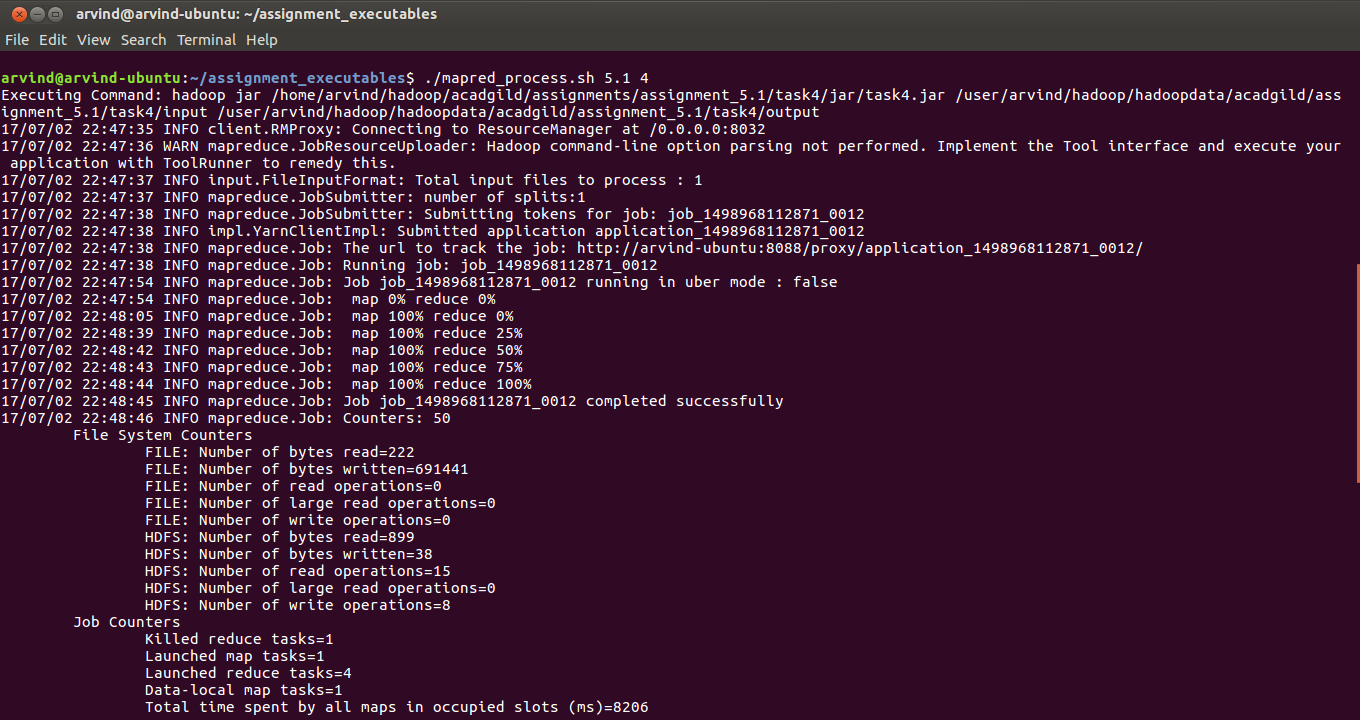 arvind@arvind-ubuntu: ~/assignment_executables
File Edit View Search Terminal Help
arvind@arvind-ubuntu:~/assignment_executables$ ./mapred_process.sh 5.1 4
Executing Command: hadoop jar /home/arvind/hadoop/acadgild/assignments/assignment_5.1/task4/jar/task4.jar /user/arvind/hadoop/hadoopdata/acadgild/ass
ignment_5.1/task4/input /user/arvind/hadoop/hadoopdata/acadgild/assignment_5.1/task4/output
17/07/02 22:47:35 INFO client.RMProxy: Connecting to ResourceManager at /0.0.0.0:8032
17/07/02 22:47:36 WARN mapreduce.JobResourceUploader: Hadoop command-line option parsing not performed. Implement the Tool interface and execute your
 application with ToolRunner to remedy this.
17/07/02 22:47:37 INFO input.FileInputFormat: Total input files to process : 1
17/07/02 22:47:37 INFO mapreduce.JobSubmitter: number of splits:1
17/07/02 22:47:38 INFO mapreduce.JobSubmitter: Submitting tokens for job: job_1498968112871_0012
17/07/02 22:47:38 INFO impl.YarnClientImpl: Submitted application application_1498968112871_0012
17/07/02 22:47:38 INFO mapreduce.Job: The url to track the job: http://arvind-ubuntu:8088/proxy/application_1498968112871_0012/
17/07/02 22:47:38 INFO mapreduce.Job: Running job: job_1498968112871_0012
17/07/02 22:47:54 INFO mapreduce.Job: Job job_1498968112871_0012 running in uber mode : false
17/07/02 22:47:54 INFO mapreduce.Job:  map 0% reduce 0%
17/07/02 22:48:05 INFO mapreduce.Job:  map 100% reduce 0%
17/07/02 22:48:39 INFO mapreduce.Job:  map 100% reduce 25%
17/07/02 22:48:42 INFO mapreduce.Job:  map 100% reduce 50%
17/07/02 22:48:43 INFO mapreduce.Job:  map 100% reduce 75%
17/07/02 22:48:44 INFO mapreduce.Job:  map 100% reduce 100%
17/07/02 22:48:45 INFO mapreduce.Job: Job job_1498968112871_0012 completed successfully
17/07/02 22:48:46 INFO mapreduce.Job: Counters: 50
File System Counters
FILE: Number of bytes read=222
FILE: Number of bytes written=691441
FILE: Number of read operations=0
FILE: Number of large read operations=0
FILE: Number of write operations=0
HDFS: Number of bytes read=899
HDFS: Number of bytes written=38
HDFS: Number of read operations=15
HDFS: Number of large read operations=0
HDFS: Number of write operations=8
Job Counters
Killed reduce tasks=1
Launched map tasks=1
Launched reduce tasks=4
Data-local map tasks=1
Total time spent by all maps in occupied slots (ms)=8206